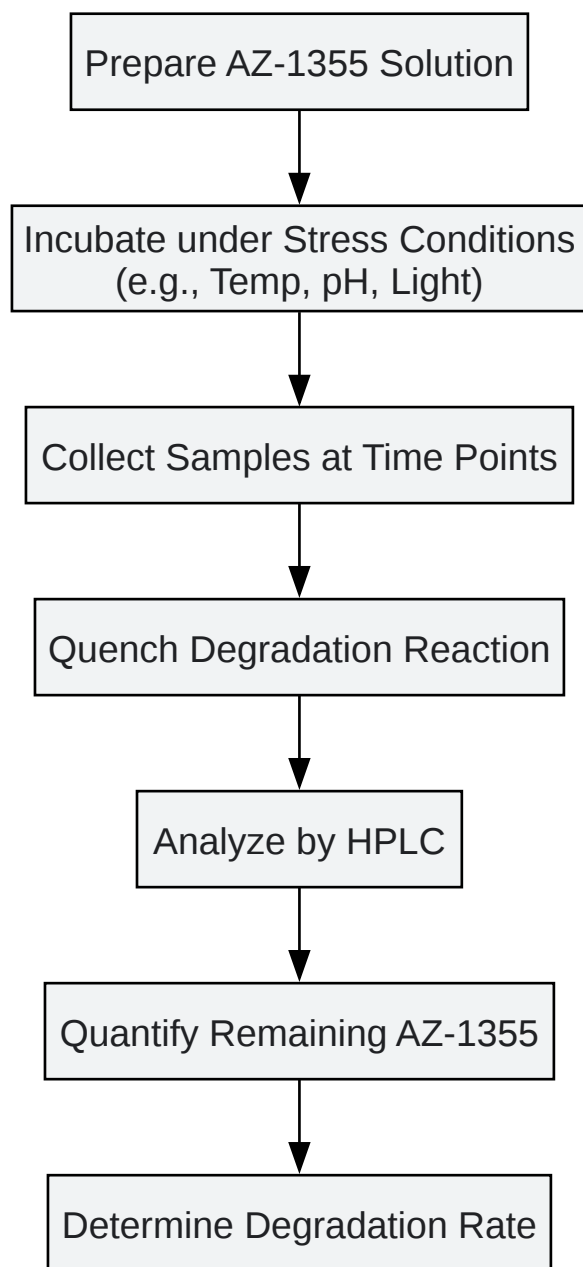 Prepare AZ-1355 Solution
Incubate under Stress Conditions
(e.g., Temp, pH, Light)
Collect Samples at Time Points
Quench Degradation Reaction
Analyze by HPLC
Quantify Remaining AZ-1355
Determine Degradation Rate